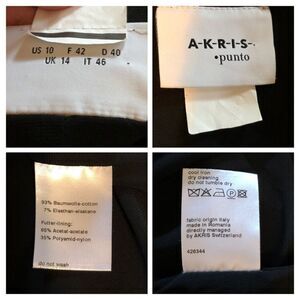 US 10 F 42 D 40
UK 14 IT 46
A-K-R-I-S-
•punto
93% Baumwolle-cotton
7% Elasthan-elastane
Futter-lining:
65% Acetat-acetate
35% Polyamid-nylon
do not wash
cool iron
dry cleaning
do not tumble dry
fabric origin Italy
made in Romania
directly managed
by AKRIS Switzerland
426344